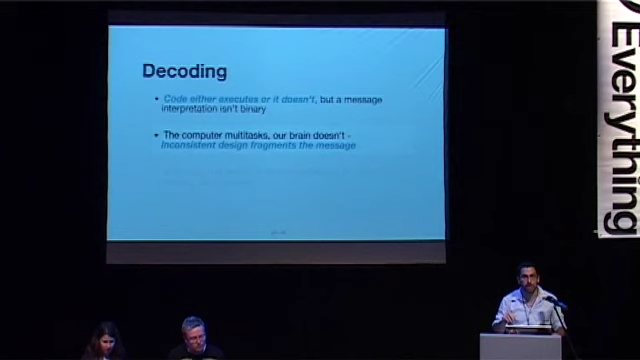 Decoding
• Code either executes or it doesn't, but a message
interpretation isn't binary
• The computer multitasks, our brain doesn't -
Inconsistent design fragments the message
Everything